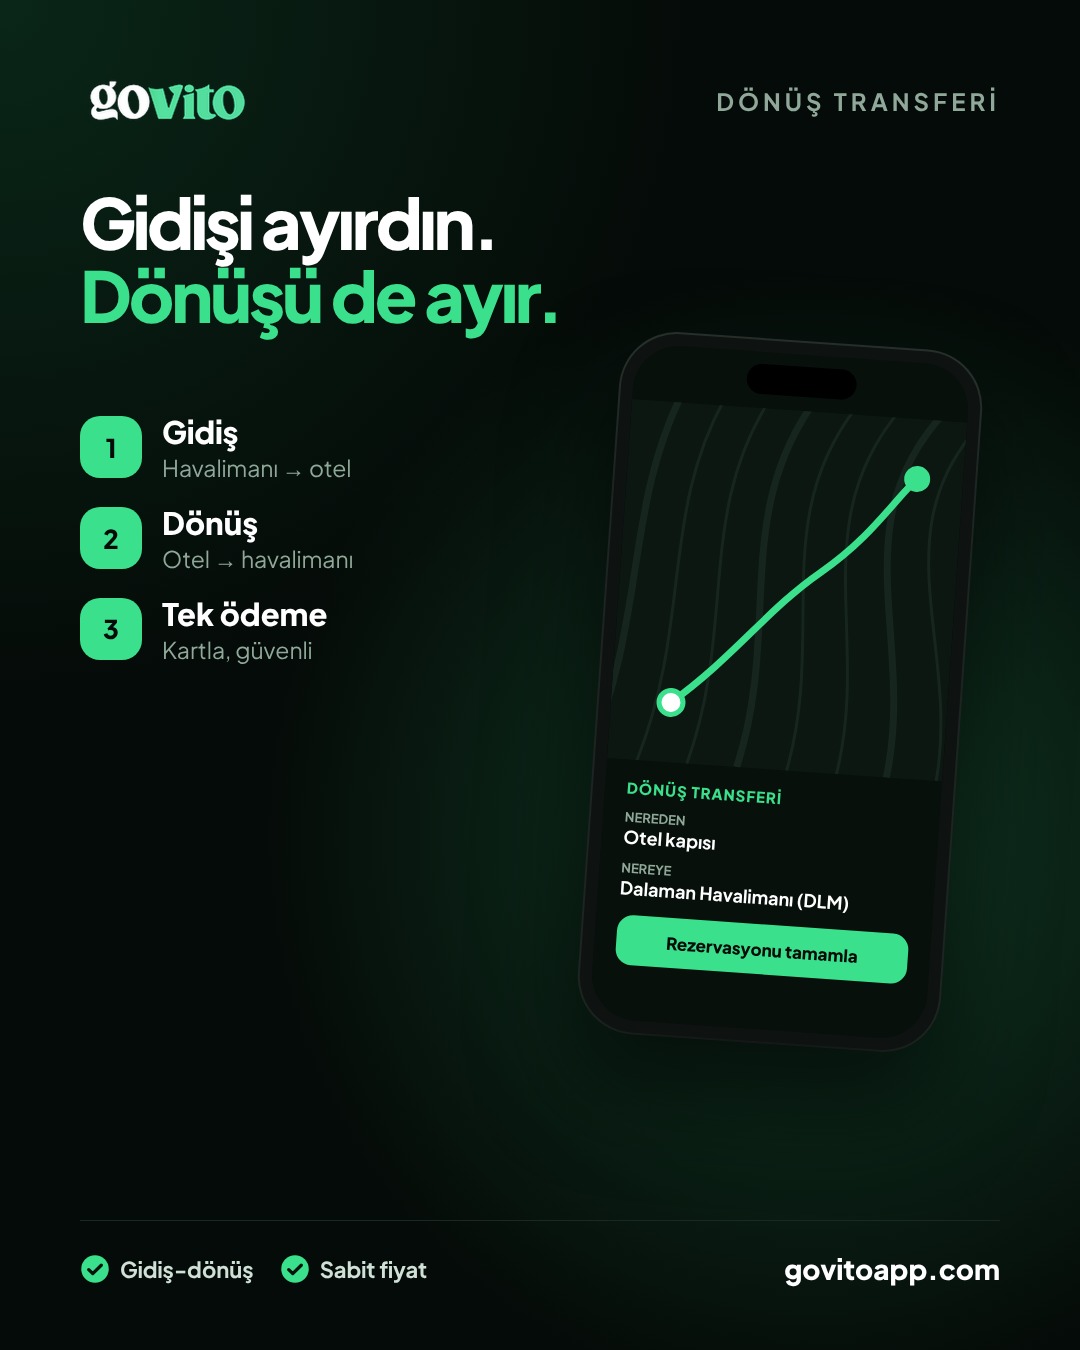 govito
DÖNÜŞ TRANSFERİ
Gidişi ayırdın.
Dönüşü de ayır.
1
Gidiş
Havalimanı → otel
2
Dönüş
Otel → havalimanı
3
Tek ödeme
Kartla, güvenli
DÖNÜŞ TRANSFERİ
NEREDEN
Otel kapısı
NEREYE
Dalaman Havalimanı (DLM)
Rezervasyonu tamamla
Gidiş-dönüş
Sabit fiyat
govitoapp.com